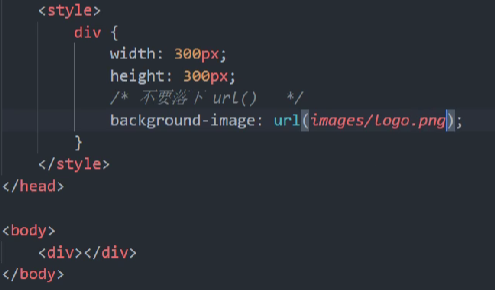 <style>
div {
width: 300px;
height: 300px;
/* 不要落下 url() */
background-image: url(images/logo.png);
}
</style>
</head>
<body>
<div></div>
</body>